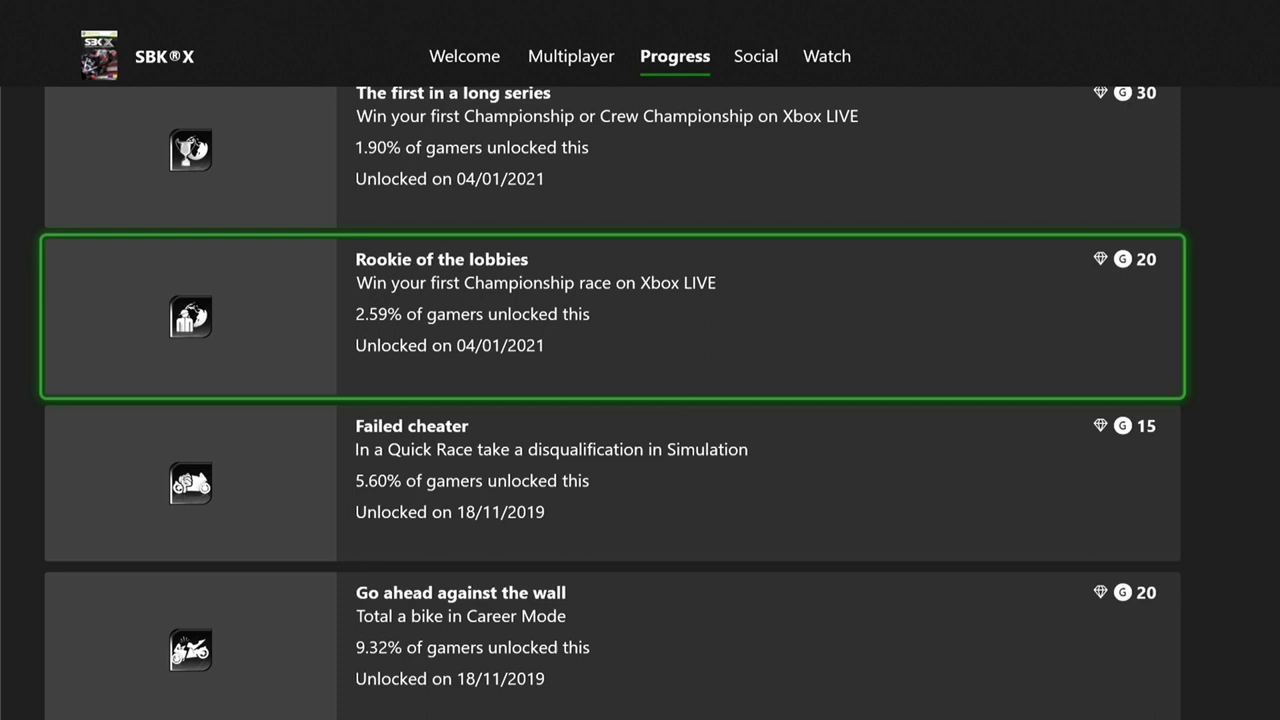 SBK®X
Welcome
Multiplayer
Progress
Social
Watch
The first in a long series
G 30
Win your first Championship or Crew Championship on Xbox LIVE
1.90% of gamers unlocked this
Unlocked on 04/01/2021
Rookie of the lobbies
G 20
Win your first Championship race on Xbox LIVE
2.59% of gamers unlocked this
Unlocked on 04/01/2021
Failed cheater
G 15
In a Quick Race take a disqualification in Simulation
5.60% of gamers unlocked this
Unlocked on 18/11/2019
Go ahead against the wall
G 20
Total a bike in Career Mode
9.32% of gamers unlocked this
Unlocked on 18/11/2019